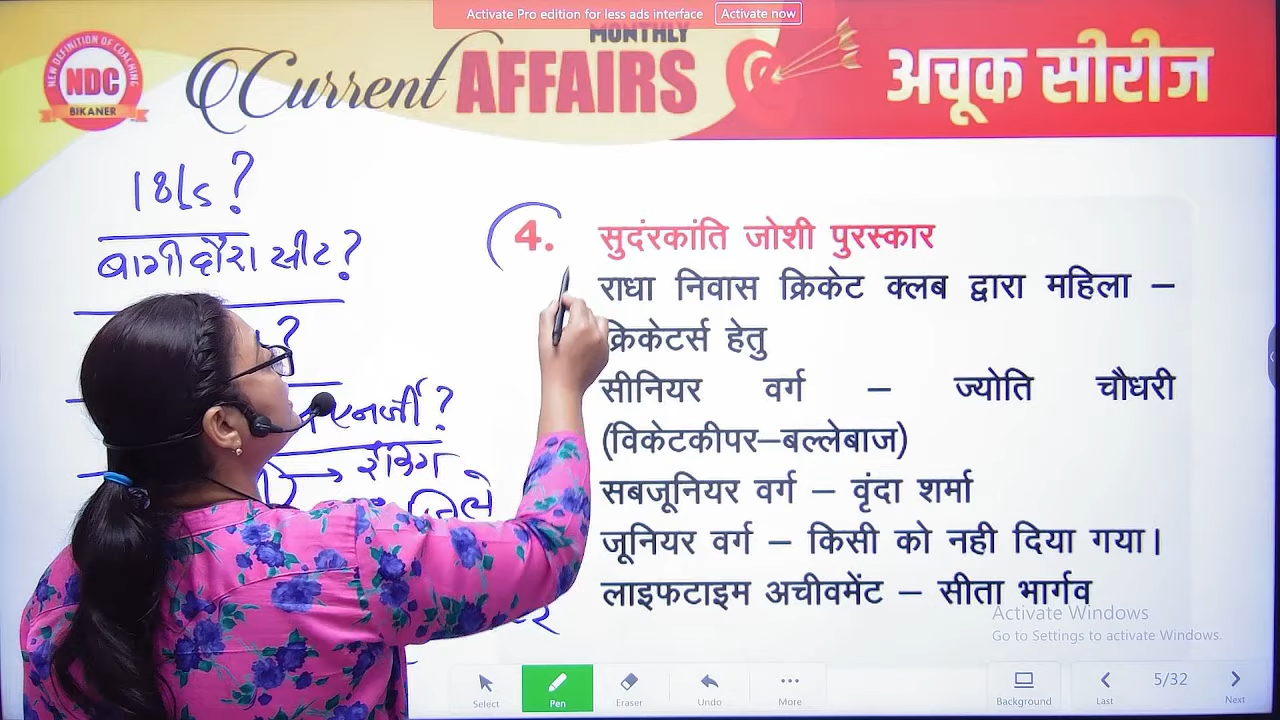 Activate Pro edition for less ads interface Activate now
NEW DEFINITION OF COACHING
NDC
BIKANER
MONTHLY
Current AFFAIRS
अचूक सीरीज
18/5?
बागीदौरा सीट?
?
एनर्जी?
→ रैंकिंग
जिले
4. सुदंरकांति जोशी पुरस्कार
राधा निवास क्रिकेट क्लब द्वारा महिला –
क्रिकेटर्स हेतु
सीनियर वर्ग – ज्योति चौधरी
(विकेटकीपर–बल्लेबाज)
सबजूनियर वर्ग – वृंदा शर्मा
जूनियर वर्ग – किसी को नही दिया गया।
लाइफटाइम अचीवमेंट – सीता भार्गव
Activate Windows
Go to Settings to activate Windows.
Select
Pen
Eraser
Undo
More
Background
Last
5/32
Next